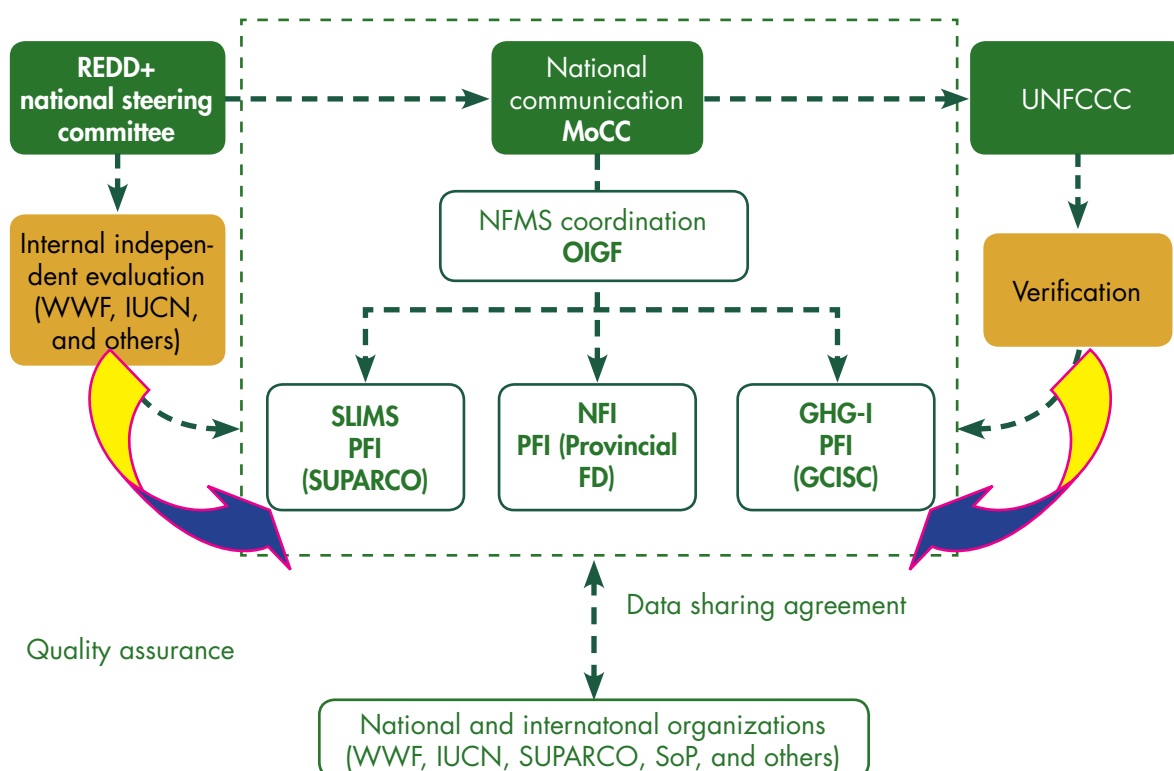 REDD+
national steering
committee
National
communication
MoCC
UNFCCC
NFMS coordination
OIGF
Internal indepen-
dent evaluation
(WWF, IUCN,
and others)
Verification
SLIMS
PFI
(SUPARCO)
NFI
PFI (Provincial
FD)
GHG-I
PFI
(GCISC)
Data sharing agreement
Quality assurance
National and internatonal organizations
(WWF, IUCN, SUPARCO, SoP, and others)